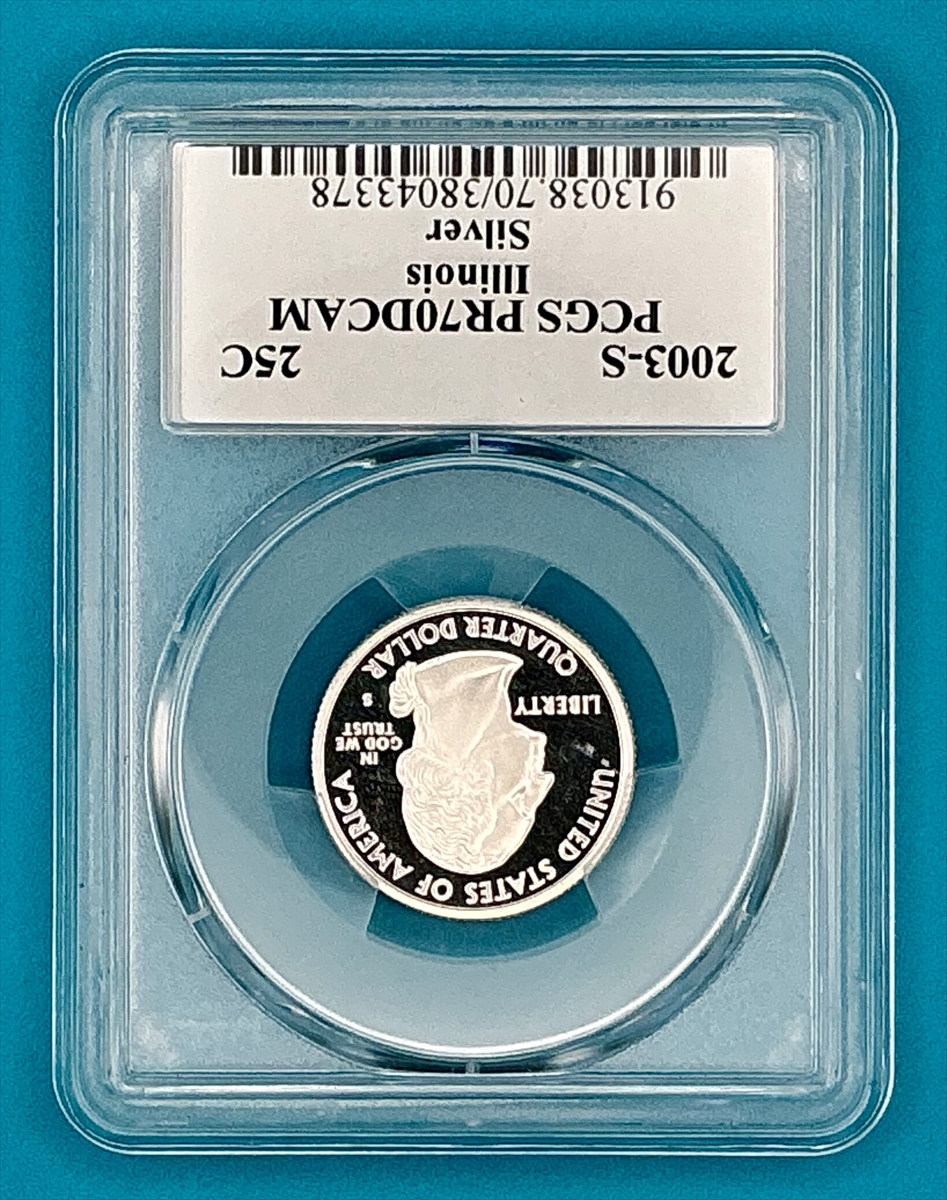 2003-S 25C
PCGS PR70DCAM
Illinois
Silver
913038.70/38043378
UNITED STATES OF AMERICA
LIBERTY
IN
GOD WE
TRUST
S
QUARTER DOLLAR